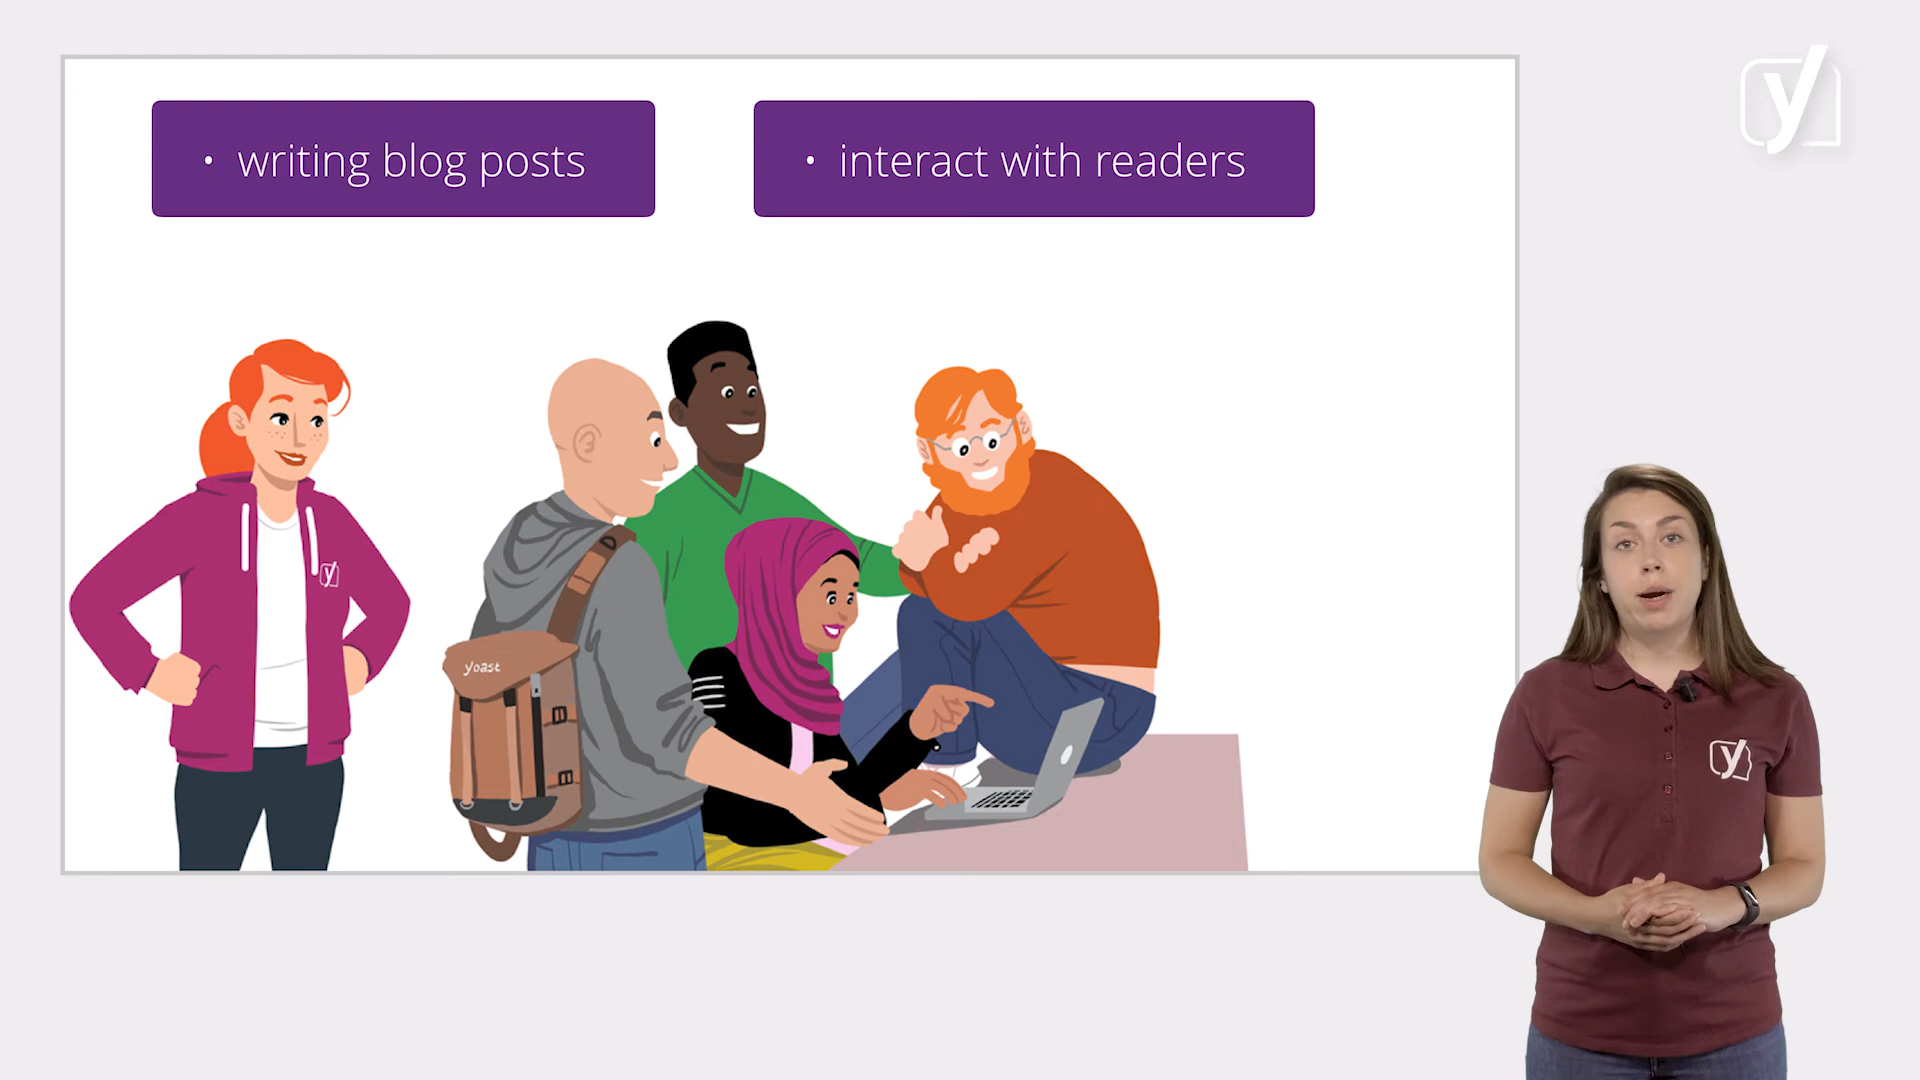 • writing blog posts
• interact with readers
y
y
yoast
y